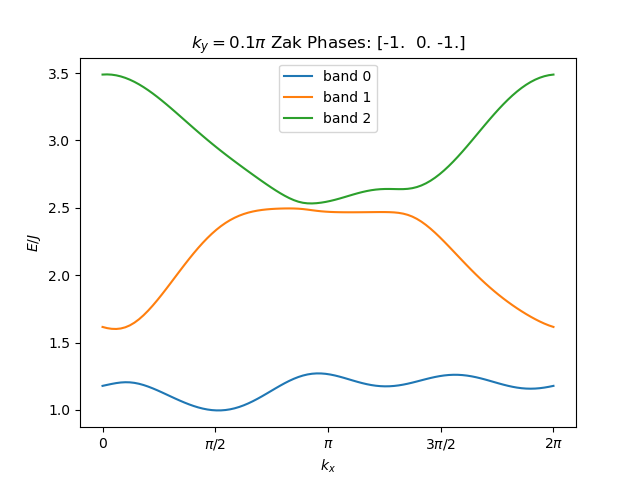 k_y = 0.1π Zak Phases: [-1. 0. -1.]
band 0
band 1
band 2
3.5
3.0
2.5
2.0
1.5
1.0
E/J
0 π/2 π 3π/2 2π
k_x